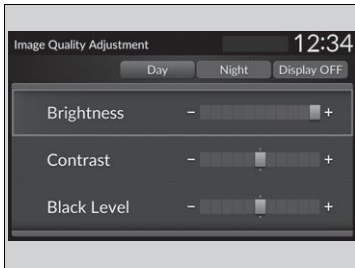 Image Quality Adjustment 12:34
Day Night Display OFF
Brightness - +
Contrast - +
Black Level - +